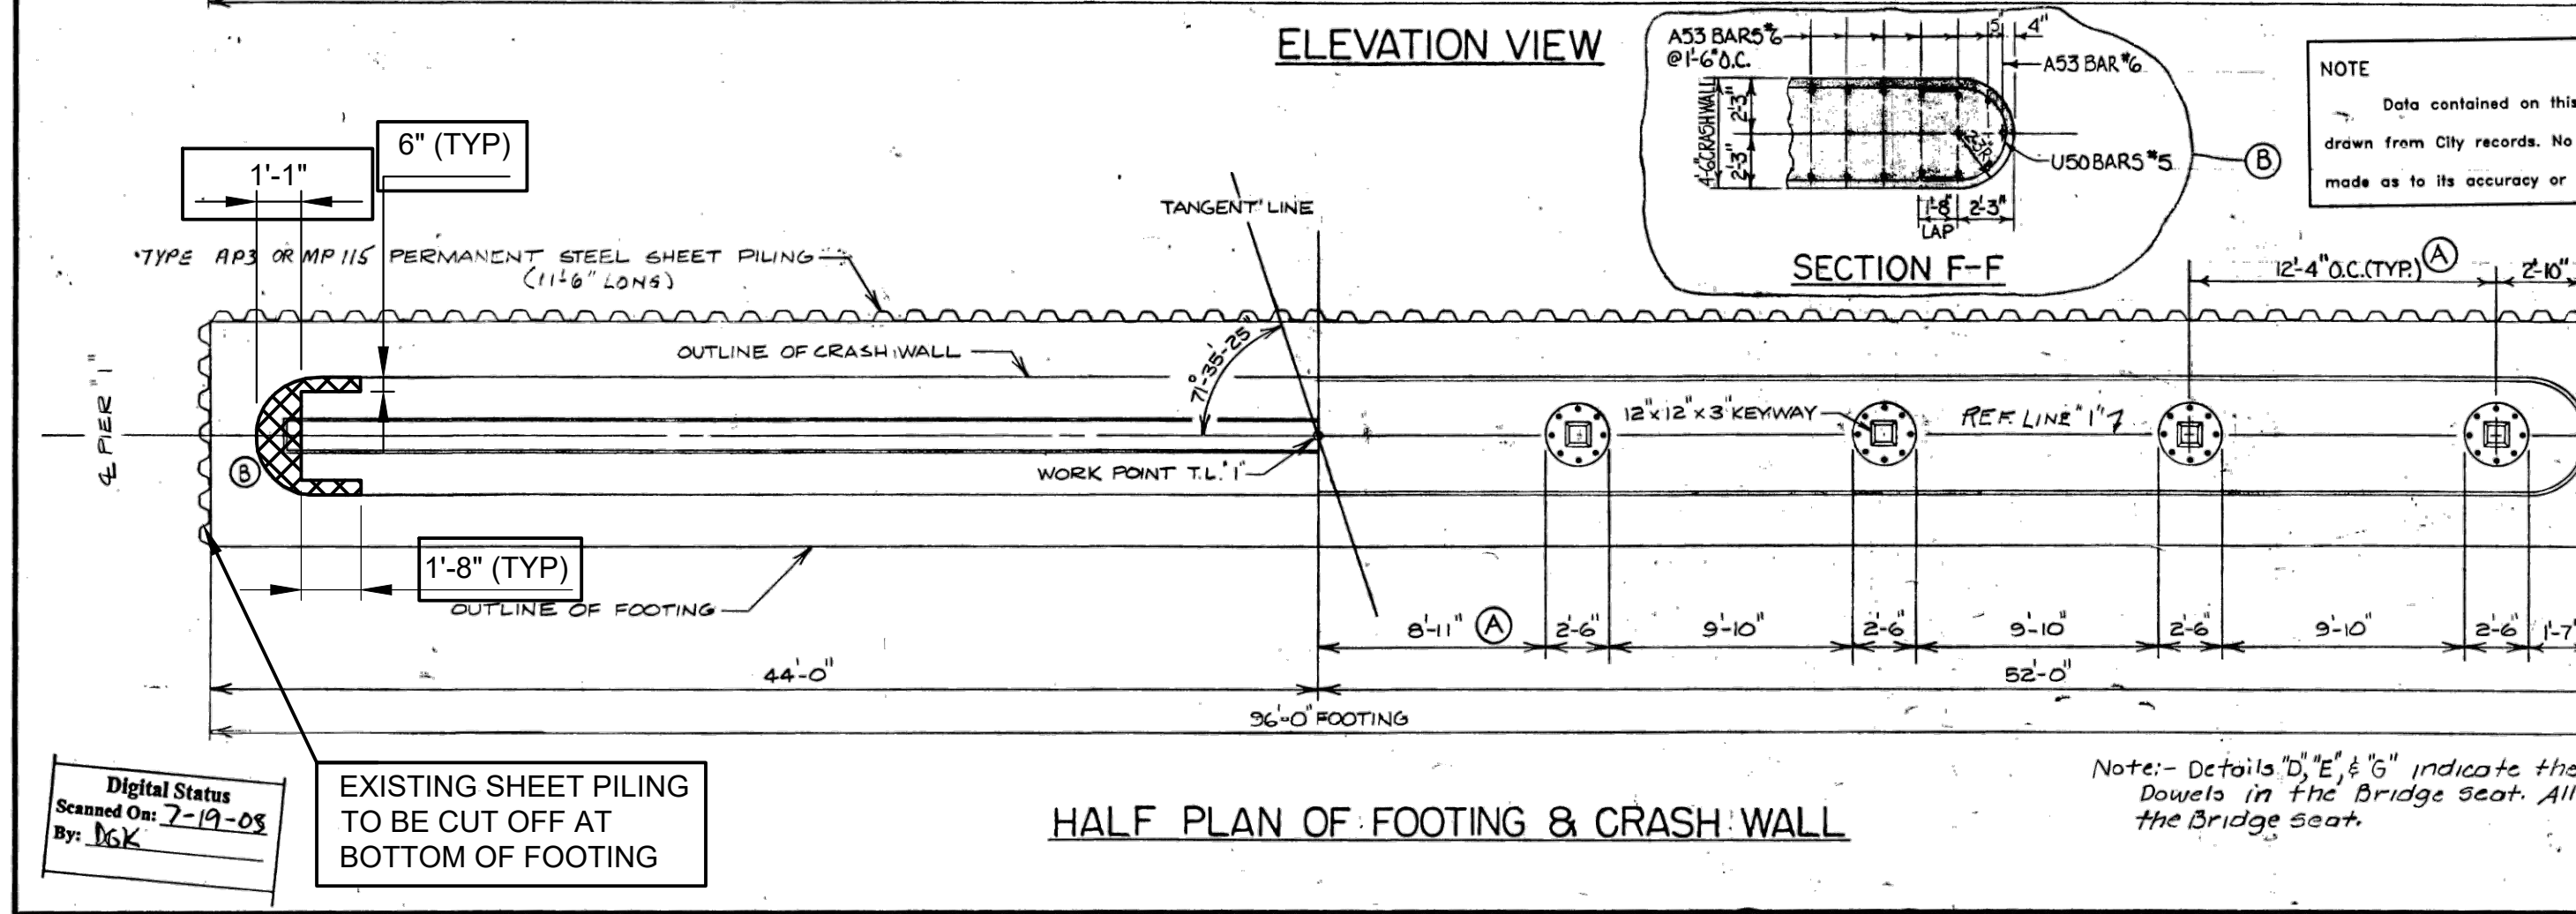 ELEVATION VIEW
A53 BARS #6
@1'-6" O.C.
5"
4"
A53 BAR #6
4'-6" CRASH WALL
2'-3"
2'-3"
U50 BARS #5
1'-8"
LAP
2'-3"
SECTION F-F
B
NOTE
Data contained on this
drawn from City records. No
made as to its accuracy or
1'-1"
6" (TYP)
TYPE AP3 OR MP 115 PERMANENT STEEL SHEET PILING
(11'-6" LONG)
TANGENT LINE
12'-4" O.C. (TYP.)
A
2'-10"
℄ PIER "1"
OUTLINE OF CRASH WALL
71°-35'-25"
12"x12"x3" KEYWAY
REF. LINE "1"
B
WORK POINT T.L. "1"
1'-8" (TYP)
OUTLINE OF FOOTING
8'-11"
A
2'-6"
9'-10"
2'-6"
9'-10"
2'-6"
9'-10"
2'-6"
1'-7"
44'-0"
52'-0"
96'-0" FOOTING
Digital Status
Scanned On: 7-19-05
By: DGK
EXISTING SHEET PILING
TO BE CUT OFF AT
BOTTOM OF FOOTING
HALF PLAN OF FOOTING & CRASH WALL
Note:- Details "D", "E", & "G" indicate the
Dowels in the Bridge seat. All
the Bridge seat.